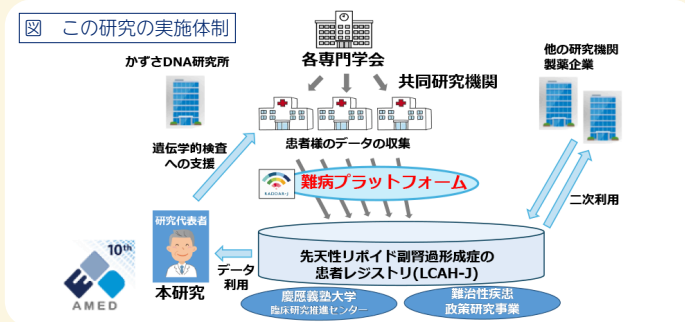 図 この研究の実施体制
各専門学会
かずさDNA研究所
他の研究機関
製薬企業
共同研究機関
遺伝学的検査
への支援
患者様のデータの収集
RADDAR-J
難病プラットフォーム
二次利用
研究代表者
本研究
データ
利用
先天性リポイド副腎過形成症の
患者レジストリ(LCAH-J)
10th
AMED
慶應義塾大学
臨床研究推進センター
難治性疾患
政策研究事業